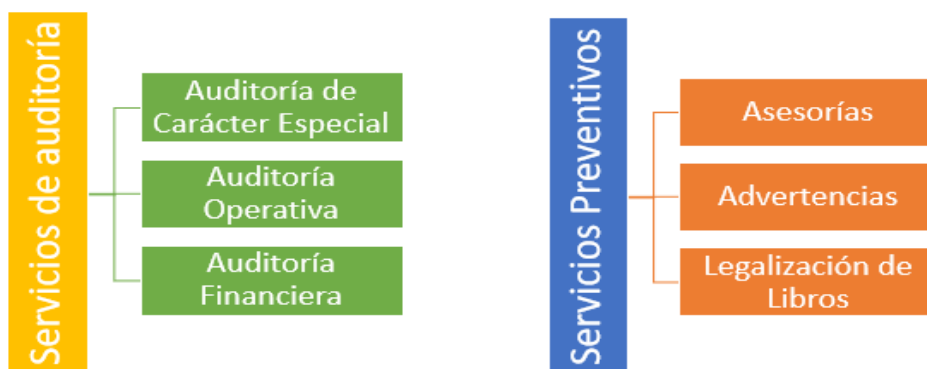 Servicios de auditoría
Auditoría de
Carácter Especial
Auditoría
Operativa
Auditoría
Financiera
Servicios Preventivos
Asesorías
Advertencias
Legalización de
Libros